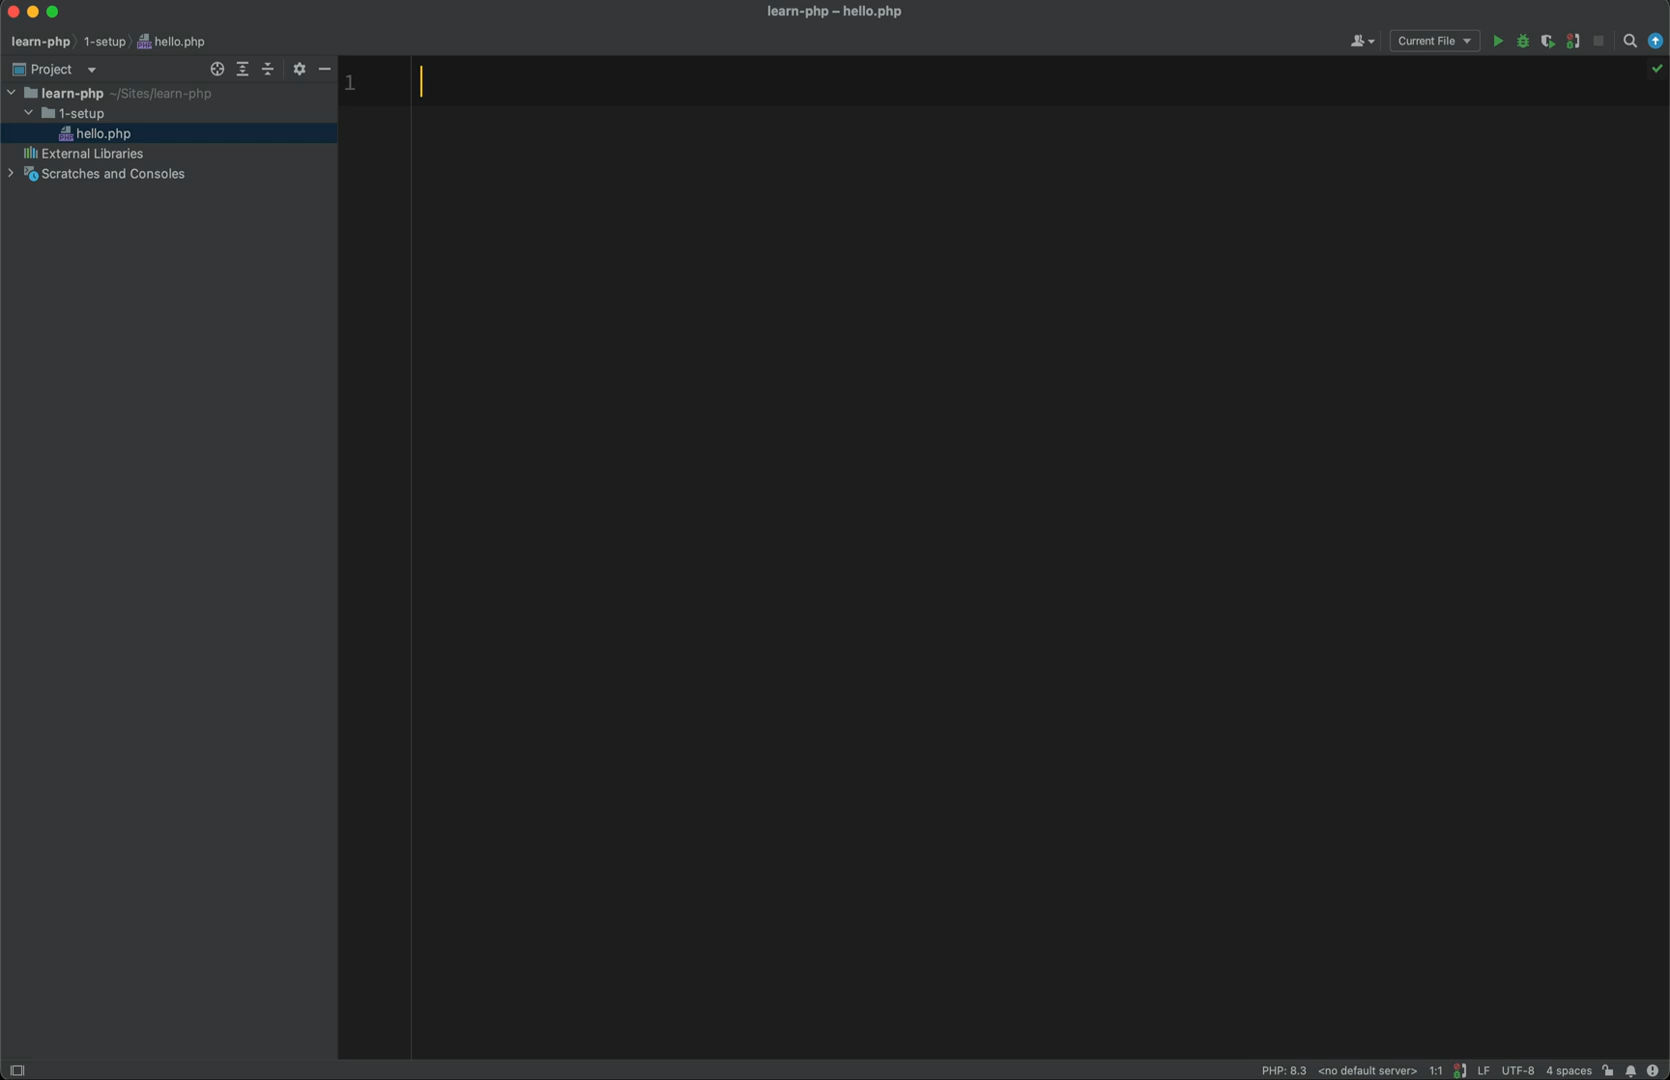 learn-php – hello.php
learn-php 1-setup hello.php
Current File
Project
learn-php ~/Sites/learn-php
1-setup
hello.php
External Libraries
Scratches and Consoles
1
PHP: 8.3 <no default server> 1:1 LF UTF-8 4 spaces